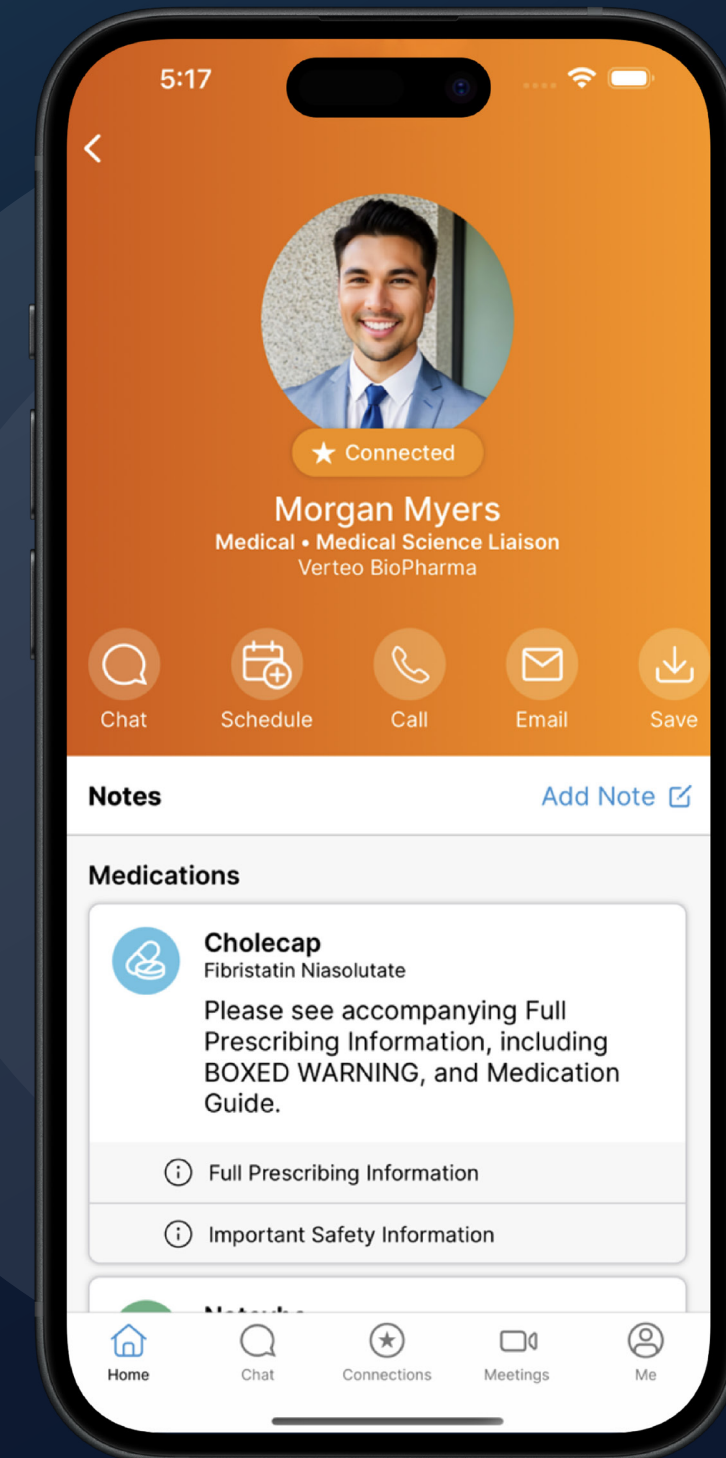 5:17
Connected
Morgan Myers
Medical • Medical Science Liaison
Verteo BioPharma
Chat Schedule Call Email Save
Notes Add Note
Medications
Cholecap
Fibristatin Niasolutate
Please see accompanying Full
Prescribing Information, including
BOXED WARNING, and Medication
Guide.
Full Prescribing Information
Important Safety Information
Home Chat Connections Meetings Me